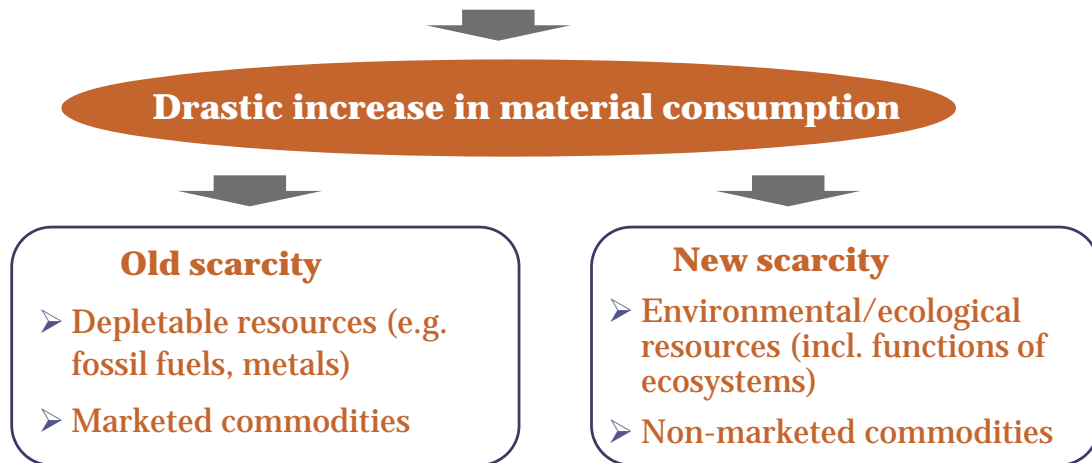 Drastic increase in material consumption
Old scarcity
➢ Depletable resources (e.g.
fossil fuels, metals)
➢ Marketed commodities
New scarcity
➢ Environmental/ecological
resources (incl. functions of
ecosystems)
➢ Non-marketed commodities